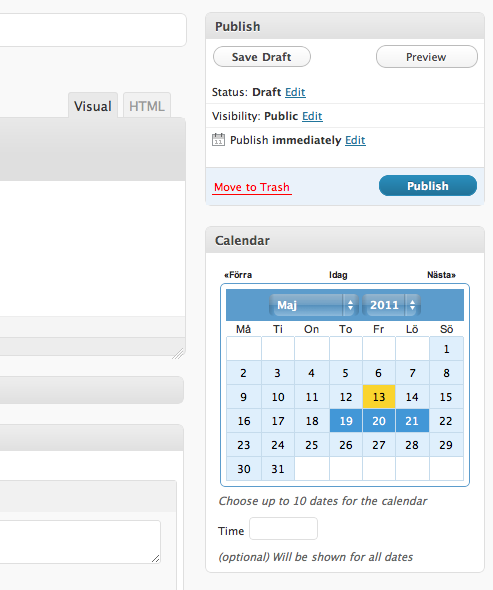 Publish
Save Draft Preview
Status: Draft Edit
Visual HTML
Visibility: Public Edit
11 Publish immediately Edit
Move to Trash Publish
Calendar
«Förra Idag Nästa»
Maj 2011
Må Ti On To Fr Lö Sö
1
2 3 4 5 6 7 8
9 10 11 12 13 14 15
16 17 18 19 20 21 22
23 24 25 26 27 28 29
30 31
Choose up to 10 dates for the calendar
Time
(optional) Will be shown for all dates